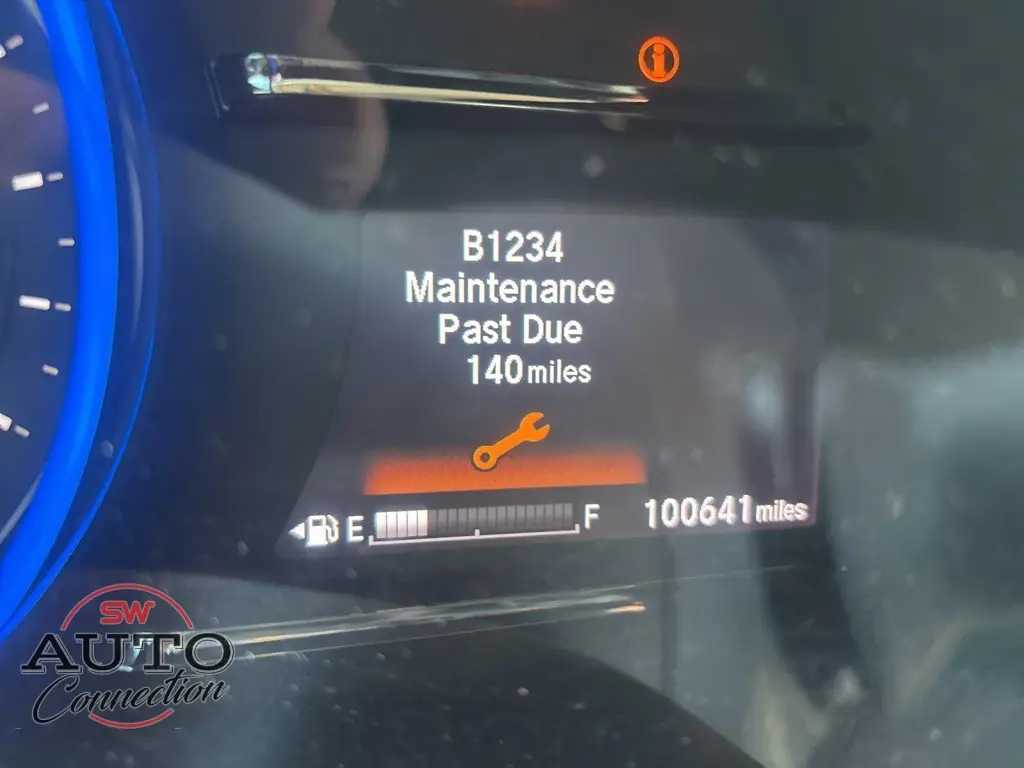 B1234
Maintenance
Past Due
140 miles
E F 100641 miles
SW
AUTO
Connection